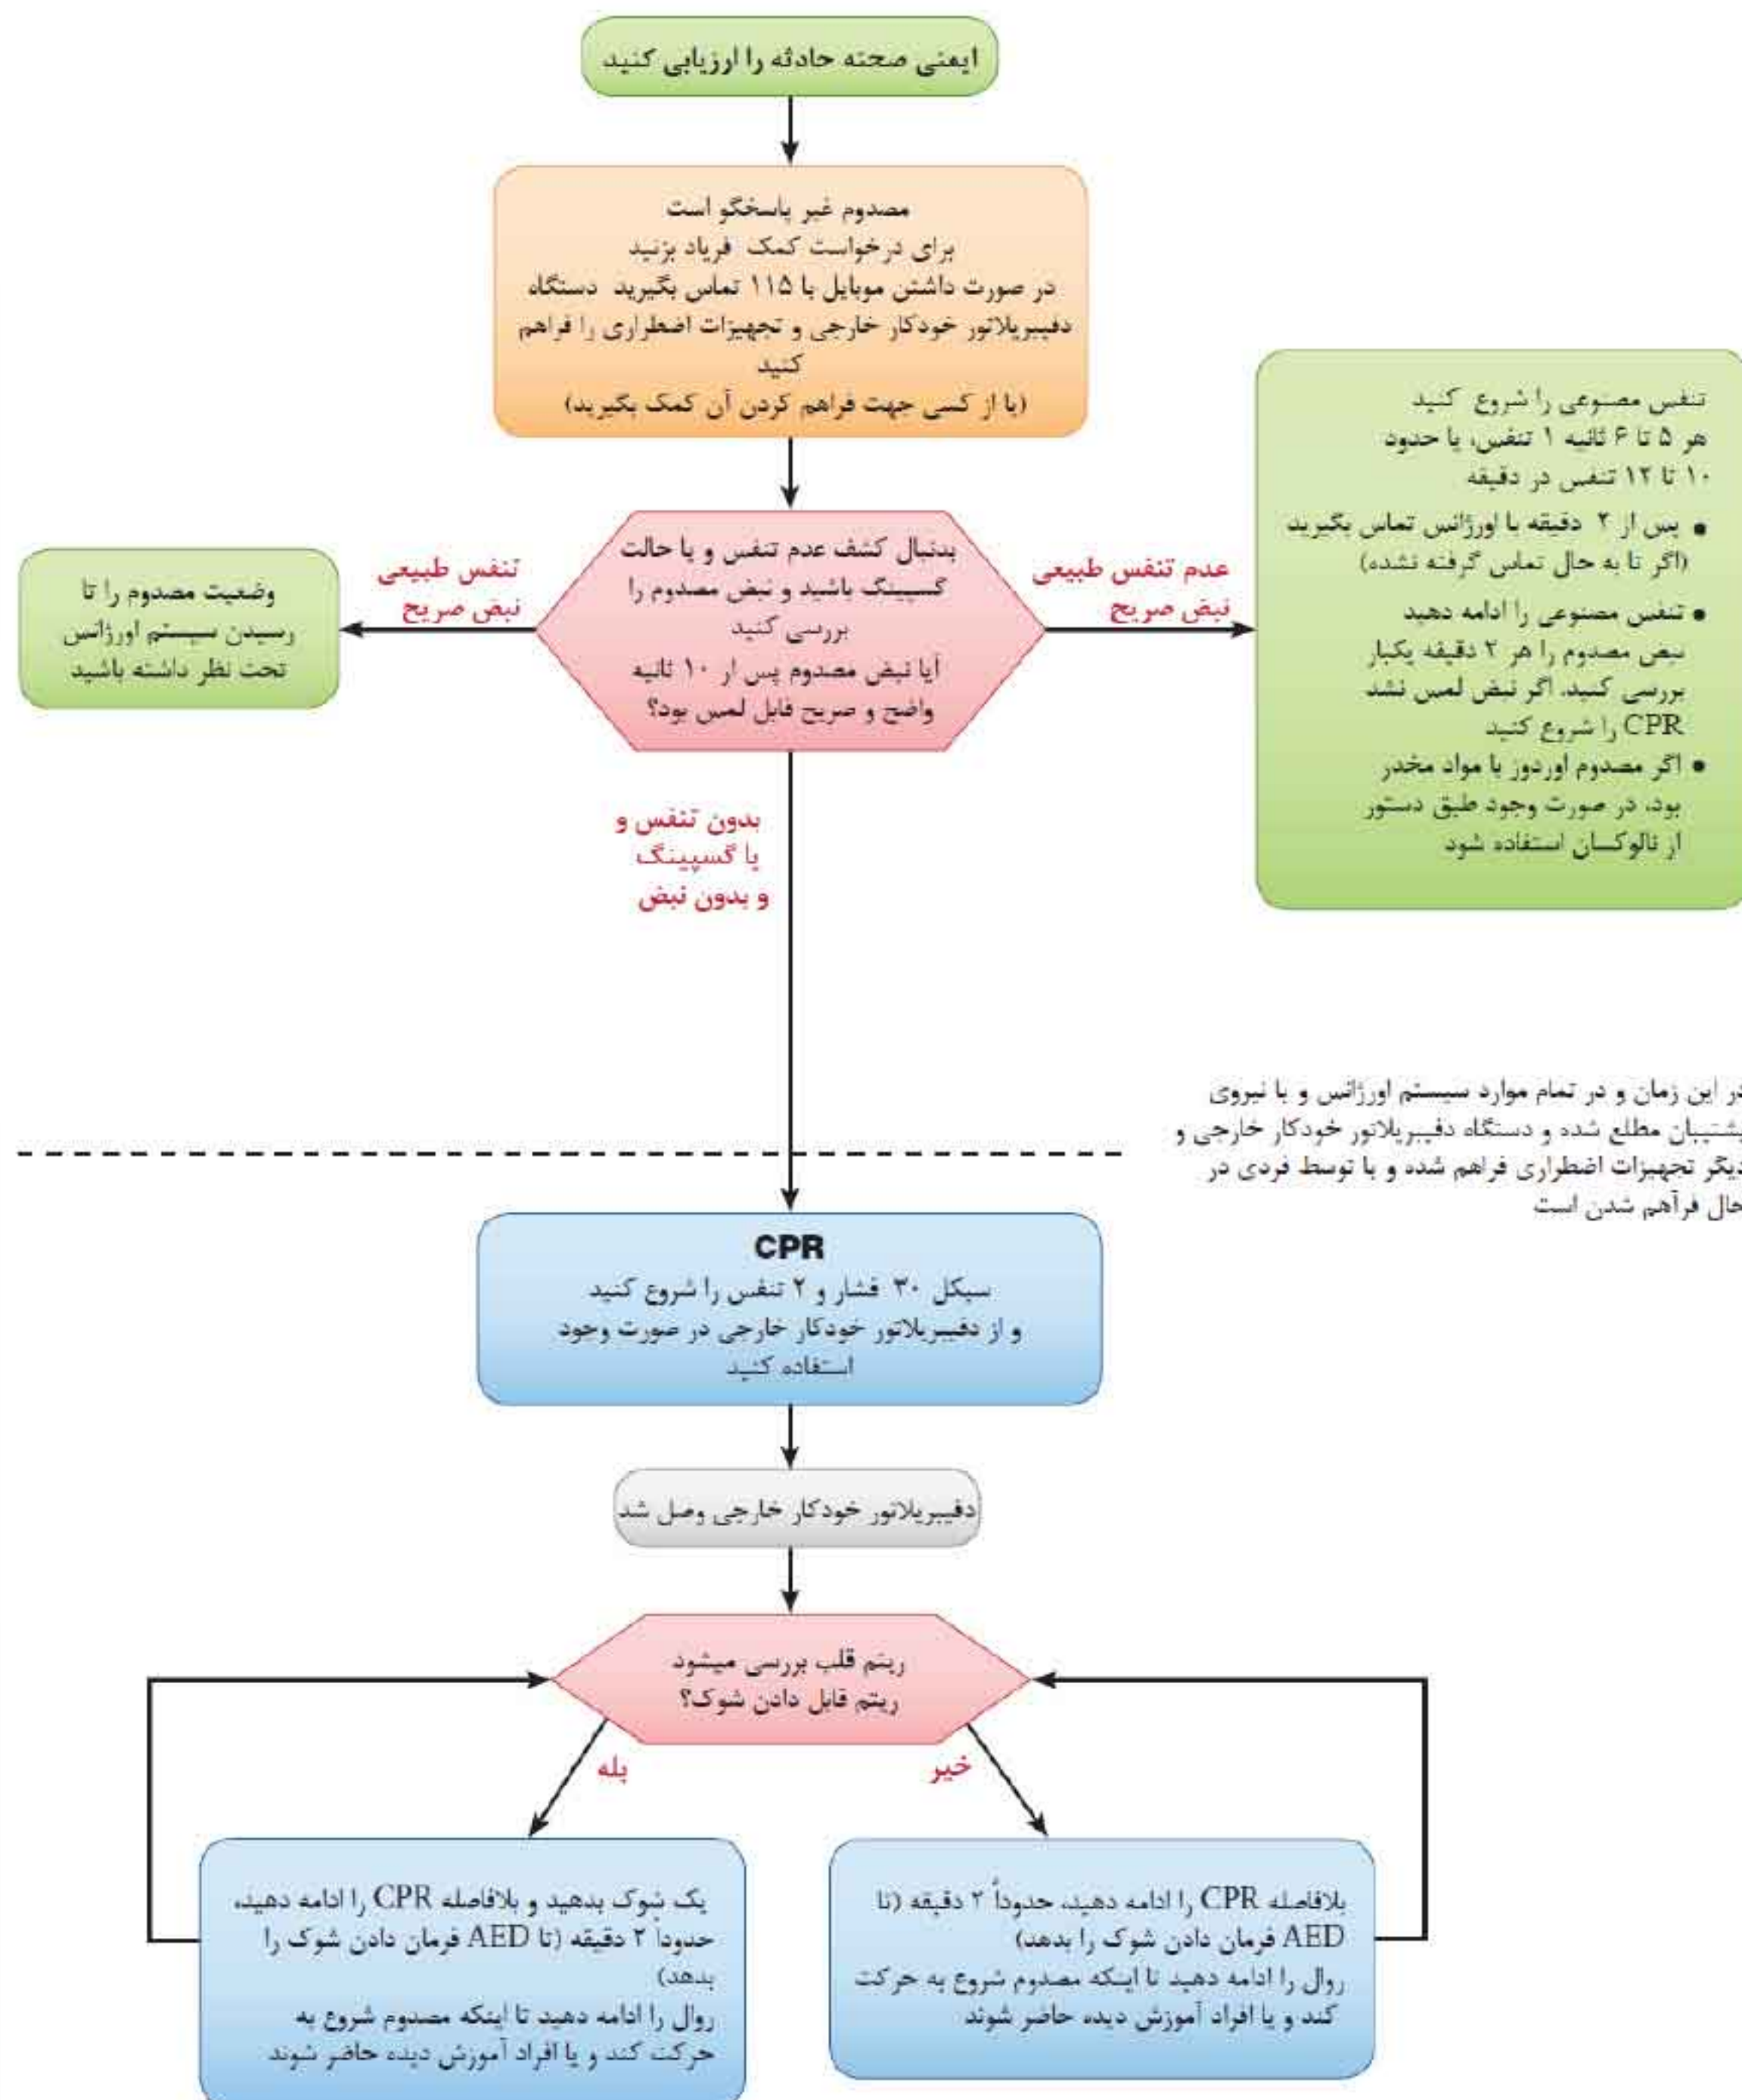 ایمنی صحنه حادثه را ارزیابی کنید
مصدوم غیر پاسخگو است
برای درخواست کمک فریاد بزنید
در صورت داشتن موبایل با ۱۱۵ تماس بگیرید دستگاه
دفیبریلاتور خودکار خارجی و تجهیزات اضطراری را فراهم
کنید
(یا از کسی جهت فراهم کردن آن کمک بگیرید)
بدنبال کشف عدم تنفس و یا حالت
گسپینگ باشید و نبض مصدوم را
بررسی کنید
آیا نبض مصدوم پس از ۱۰ ثانیه
واضح و صریح قابل لمس بود؟
عدم تنفس طبیعی
نبض صریح
تنفس مصنوعی را شروع کنید
هر ۵ تا ۶ ثانیه ۱ تنفس، یا حدود
۱۰ تا ۱۲ تنفس در دقیقه
• پس از ۲ دقیقه با اورژانس تماس بگیرید
(اگر تا به حال تماس گرفته نشده)
• تنفس مصنوعی را ادامه دهید
نبض مصدوم را هر ۲ دقیقه یکبار
بررسی کنید. اگر نبض لمس نشد
CPR را شروع کنید
• اگر مصدوم اوردوز با مواد مخدر
بود، در صورت وجود طبق دستور
از نالوکسان استفاده شود
تنفس طبیعی
نبض صریح
وضعیت مصدوم را تا
رسیدن سیستم اورژانس
تحت نظر داشته باشید
بدون تنفس و
یا گسپینگ
و بدون نبض
در این زمان و در تمام موارد سیستم اورژانس و یا نیروی
پشتیبان مطلع شده و دستگاه دفیبریلاتور خودکار خارجی و
دیگر تجهیزات اضطراری فراهم شده و یا توسط فردی در
حال فرآهم شدن است
CPR
سیکل ۳۰ فشار و ۲ تنفس را شروع کنید
و از دفیبریلاتور خودکار خارجی در صورت وجود
استفاده کنید
دفیبریلاتور خودکار خارجی وصل شد
ریتم قلب بررسی میشود
ریتم قابل دادن شوک؟
خیر
بله
بلافاصله CPR را ادامه دهید، حدوداً ۲ دقیقه (تا
AED فرمان دادن شوک را بدهد)
روال را ادامه دهید تا اینکه مصدوم شروع به حرکت
کند و یا افراد آموزش دیده حاضر شوند
یک شوک بدهید و بلافاصله CPR را ادامه دهید،
حدوداً ۲ دقیقه (تا AED فرمان دادن شوک را
بدهد)
روال را ادامه دهید تا اینکه مصدوم شروع به
حرکت کند و یا افراد آموزش دیده حاضر شوند